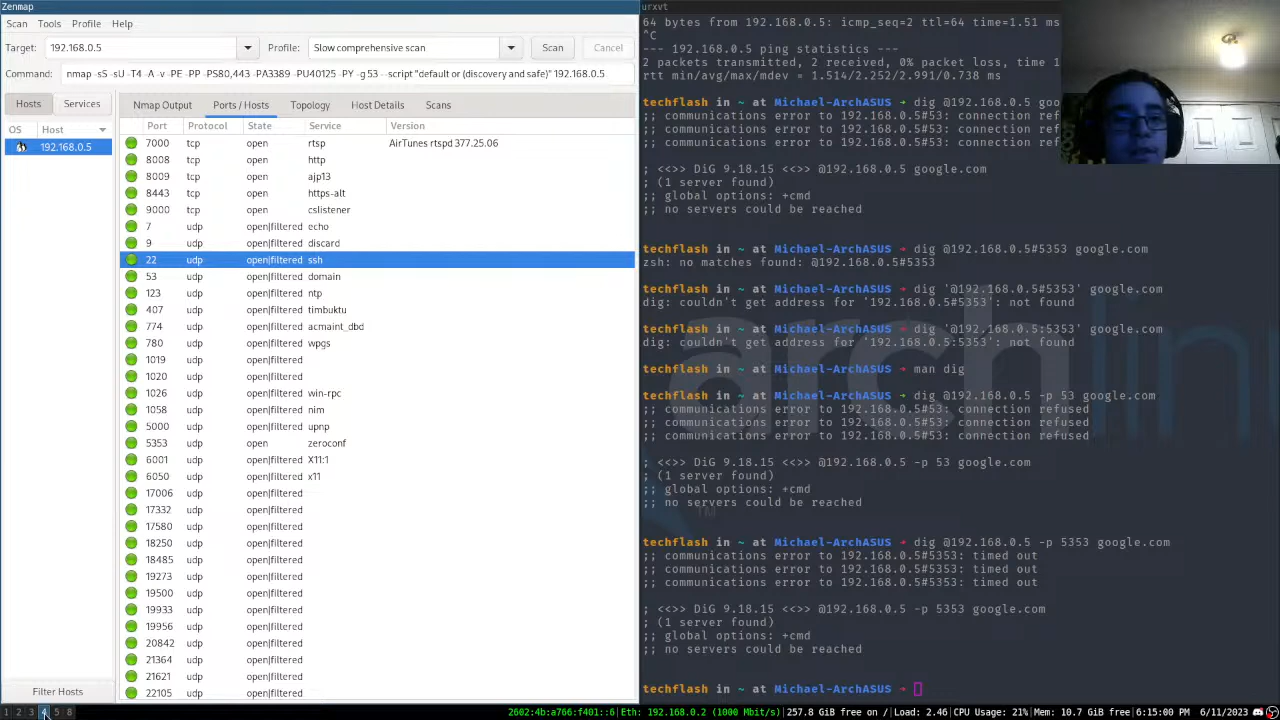 Zenmap
Scan Tools Profile Help
Target: 192.168.0.5 Profile: Slow comprehensive scan Scan Cancel
Command: nmap -sS -sU -T4 -A -v -PE -PP -PS80,443 -PA3389 -PU40125 -PY -g 53 --script "default or (discovery and safe)" 192.168.0.5
Hosts Services
OS Host
192.168.0.5
Filter Hosts
Nmap Output Ports / Hosts Topology Host Details Scans
Port Protocol State Service Version
7000 tcp open rtsp AirTunes rtspd 377.25.06
8008 tcp open http
8009 tcp open ajp13
8443 tcp open https-alt
9000 tcp open cslistener
7 udp open|filtered echo
9 udp open|filtered discard
22 udp open|filtered ssh
53 udp open|filtered domain
123 udp open|filtered ntp
407 udp open|filtered timbuktu
774 udp open|filtered acmaint_dbd
780 udp open|filtered wpgs
1019 udp open|filtered
1020 udp open|filtered
1026 udp open|filtered win-rpc
1058 udp open|filtered nim
5000 udp open|filtered upnp
5353 udp open zeroconf
6001 udp open|filtered X11:1
6050 udp open|filtered x11
17006 udp open|filtered
17332 udp open|filtered
17580 udp open|filtered
18250 udp open|filtered
18485 udp open|filtered
19273 udp open|filtered
19500 udp open|filtered
19933 udp open|filtered
19956 udp open|filtered
20842 udp open|filtered
21364 udp open|filtered
21621 udp open|filtered
22105 udp open|filtered
urxvt
64 bytes from 192.168.0.5: icmp_seq=2 ttl=64 time=1.51 ms
^C
--- 192.168.0.5 ping statistics ---
2 packets transmitted, 2 received, 0% packet loss, time 1
rtt min/avg/max/mdev = 1.514/2.252/2.991/0.738 ms
techflash in ~ at Michael-ArchASUS → dig @192.168.0.5 goo
;; communications error to 192.168.0.5#53: connection ref
;; communications error to 192.168.0.5#53: connection ref
;; communications error to 192.168.0.5#53: connection ref
; <<>> DiG 9.18.15 <<>> @192.168.0.5 google.com
; (1 server found)
;; global options: +cmd
;; no servers could be reached
techflash in ~ at Michael-ArchASUS → dig @192.168.0.5#5353 google.com
zsh: no matches found: @192.168.0.5#5353
techflash in ~ at Michael-ArchASUS → dig '@192.168.0.5#5353' google.com
dig: couldn't get address for '192.168.0.5#5353': not found
techflash in ~ at Michael-ArchASUS → dig '@192.168.0.5:5353' google.com
dig: couldn't get address for '192.168.0.5:5353': not found
techflash in ~ at Michael-ArchASUS → man dig
techflash in ~ at Michael-ArchASUS → dig @192.168.0.5 -p 53 google.com
;; communications error to 192.168.0.5#53: connection refused
;; communications error to 192.168.0.5#53: connection refused
;; communications error to 192.168.0.5#53: connection refused
; <<>> DiG 9.18.15 <<>> @192.168.0.5 -p 53 google.com
; (1 server found)
;; global options: +cmd
;; no servers could be reached
techflash in ~ at Michael-ArchASUS → dig @192.168.0.5 -p 5353 google.com
;; communications error to 192.168.0.5#5353: timed out
;; communications error to 192.168.0.5#5353: timed out
;; communications error to 192.168.0.5#5353: timed out
; <<>> DiG 9.18.15 <<>> @192.168.0.5 -p 5353 google.com
; (1 server found)
;; global options: +cmd
;; no servers could be reached
techflash in ~ at Michael-ArchASUS →
arch lin
1 2 3 4 5 8 2602:4b:a766:f401::6|Eth: 192.168.0.2 (1000 Mbit/s)|257.8 GiB free on /|Load: 2.46|CPU Usage: 21%|Mem: 10.7 GiB free|6/11/2023|6:15:00 PM